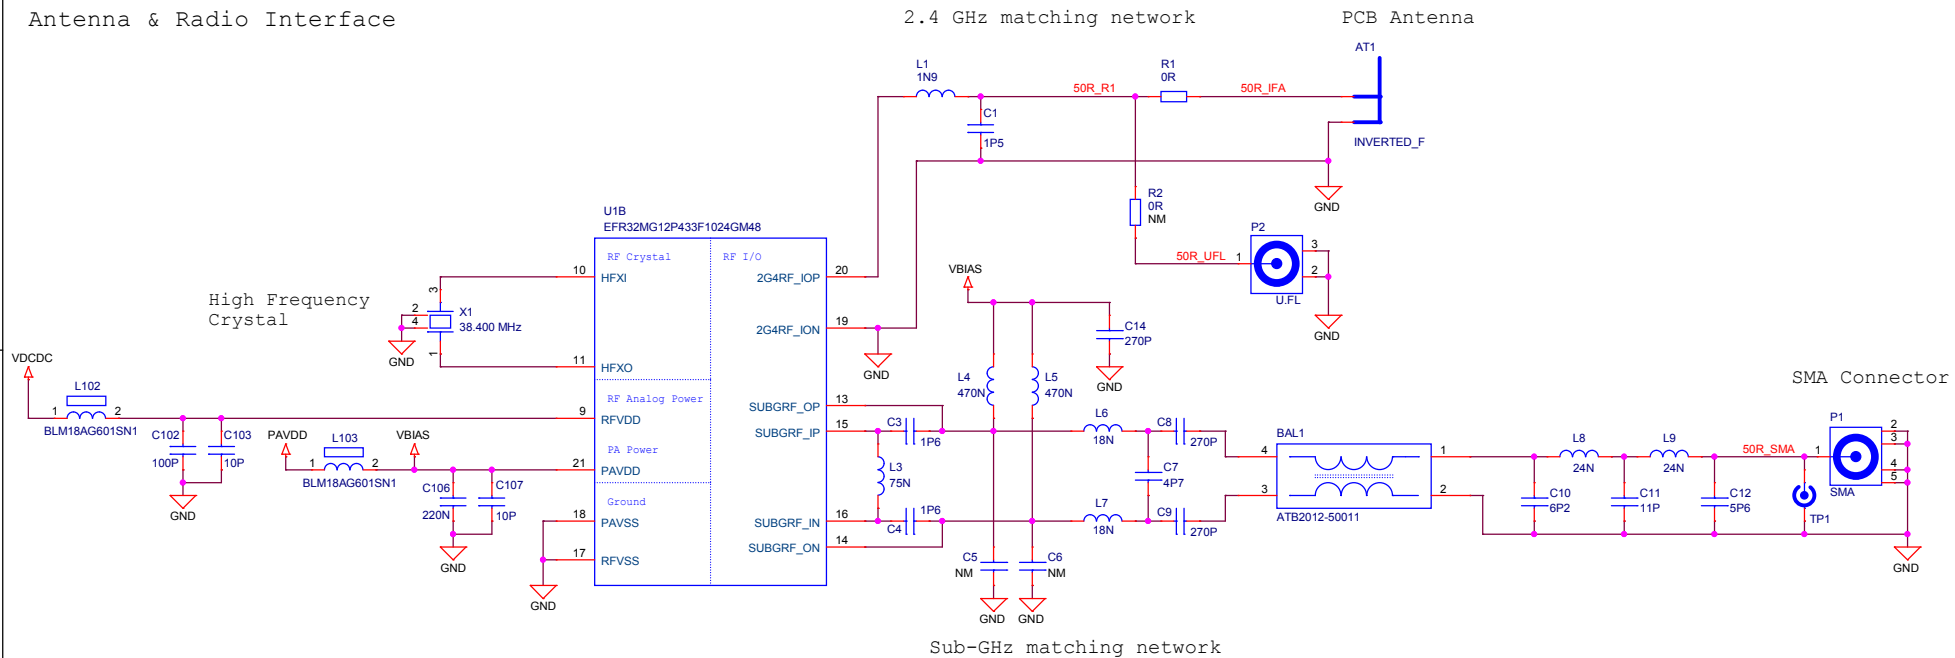 Antenna & Radio Interface
2.4 GHz matching network
PCB Antenna
AT1
L1
1N9
50R_R1
R1
0R
50R_IFA
C1
1P5
INVERTED_F
GND
R2
0R
NM
50R_UFL
P2
1
3
2
U.FL
GND
U1B
EFR32MG12P433F1024GM48
RF Crystal
RF I/O
10
HFXI
2G4RF_IOP
20
2G4RF_ION
19
GND
11
HFXO
High Frequency
Crystal
3
2
4
1
X1
38.400 MHz
GND
VDCDC
L102
1
2
BLM18AG601SN1
C102
100P
C103
10P
GND
RF Analog Power
9
RFVDD
PAVDD
L103
1
2
BLM18AG601SN1
VBIAS
PA Power
21
PAVDD
C106
220N
C107
10P
GND
Ground
18
PAVSS
17
RFVSS
GND
SUBGRF_OP
13
SUBGRF_IP
15
SUBGRF_IN
16
SUBGRF_ON
14
C3
1P6
L3
75N
1P6
C4
VBIAS
C14
270P
GND
L4
470N
L5
470N
L6
18N
C8
270P
C7
4P7
L7
18N
C9
270P
C5
NM
C6
NM
GND
GND
Sub-GHz matching network
BAL1
4
3
1
2
ATB2012-50011
L8
24N
L9
24N
C10
6P2
C11
11P
C12
5P6
50R_SMA
TP1
SMA Connector
P1
1
2
3
4
5
SMA
GND